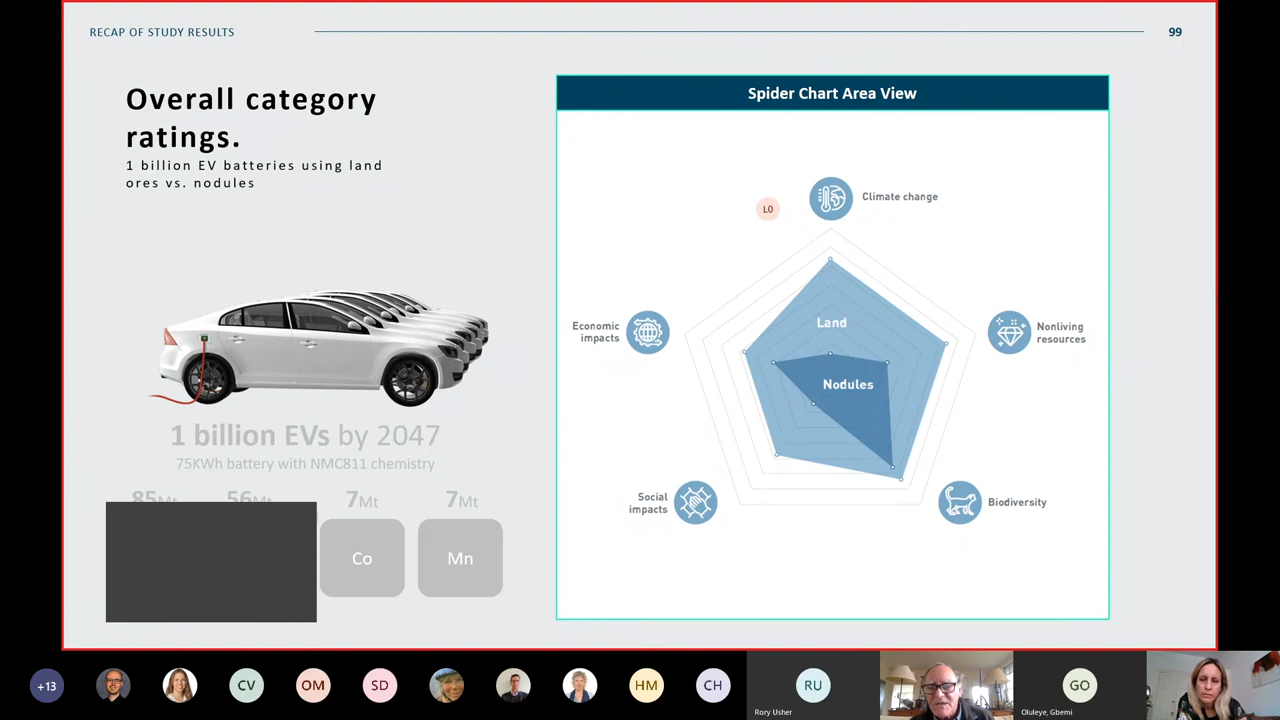 RECAP OF STUDY RESULTS
99
Overall category
ratings.
1 billion EV batteries using land
ores vs. nodules
1 billion EVs by 2047
75KWh battery with NMC811 chemistry
85Mt 56Mt 7Mt 7Mt
Co Mn
Spider Chart Area View
LO
Climate change
Economic
impacts
Nonliving
resources
Land
Nodules
Social
impacts
Biodiversity
+13
CV
OM
SD
HM
CH
RU
Rory Usher
GO
Oluleye, Gbemi